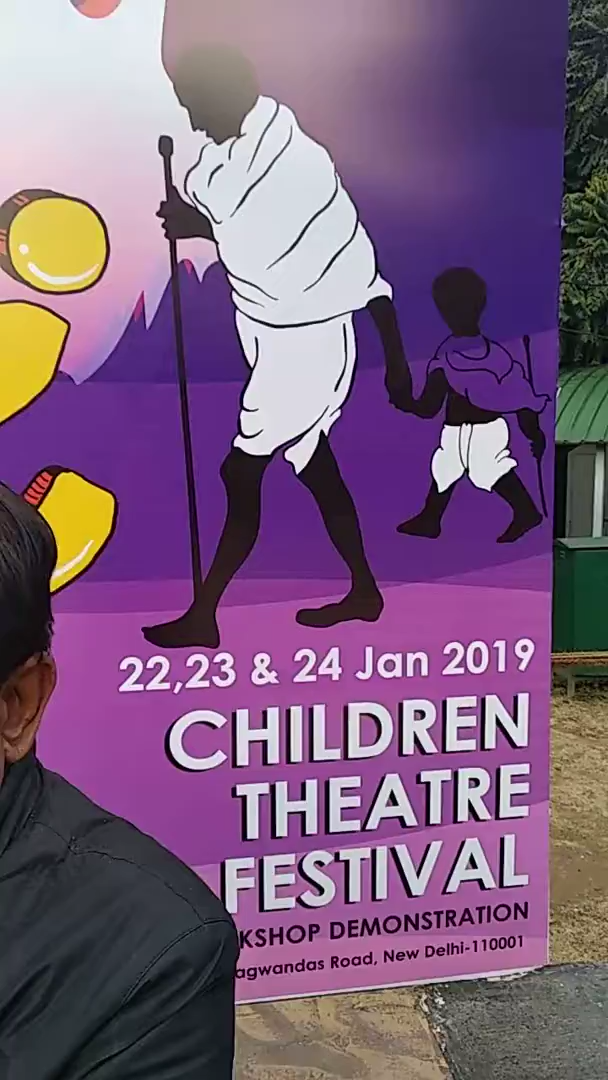 22,23 & 24 Jan 2019
CHILDREN
THEATRE
FESTIVAL
KSHOP DEMONSTRATION
agwandas Road, New Delhi-110001